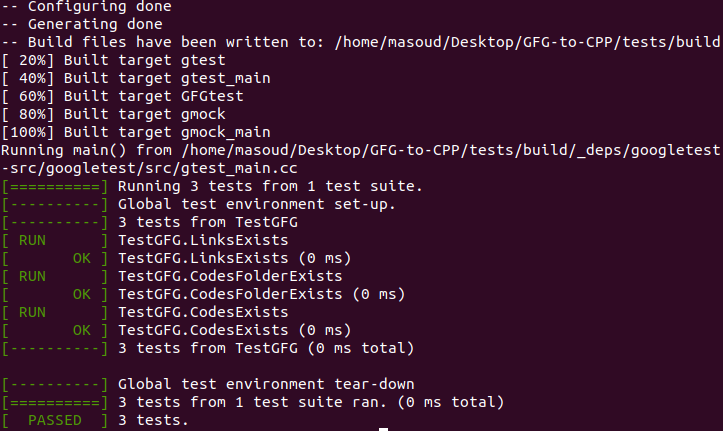 -- Configuring done
-- Generating done
-- Build files have been written to: /home/masoud/Desktop/GFG-to-CPP/tests/build
[ 20%] Built target gtest
[ 40%] Built target gtest_main
[ 60%] Built target GFGtest
[ 80%] Built target gmock
[100%] Built target gmock_main
Running main() from /home/masoud/Desktop/GFG-to-CPP/tests/build/_deps/googletest
-src/googletest/src/gtest_main.cc
[==========] Running 3 tests from 1 test suite.
[----------] Global test environment set-up.
[----------] 3 tests from TestGFG
[ RUN      ] TestGFG.LinksExists
[       OK ] TestGFG.LinksExists (0 ms)
[ RUN      ] TestGFG.CodesFolderExists
[       OK ] TestGFG.CodesFolderExists (0 ms)
[ RUN      ] TestGFG.CodesExists
[       OK ] TestGFG.CodesExists (0 ms)
[----------] 3 tests from TestGFG (0 ms total)

[----------] Global test environment tear-down
[==========] 3 tests from 1 test suite ran. (0 ms total)
[  PASSED  ] 3 tests.